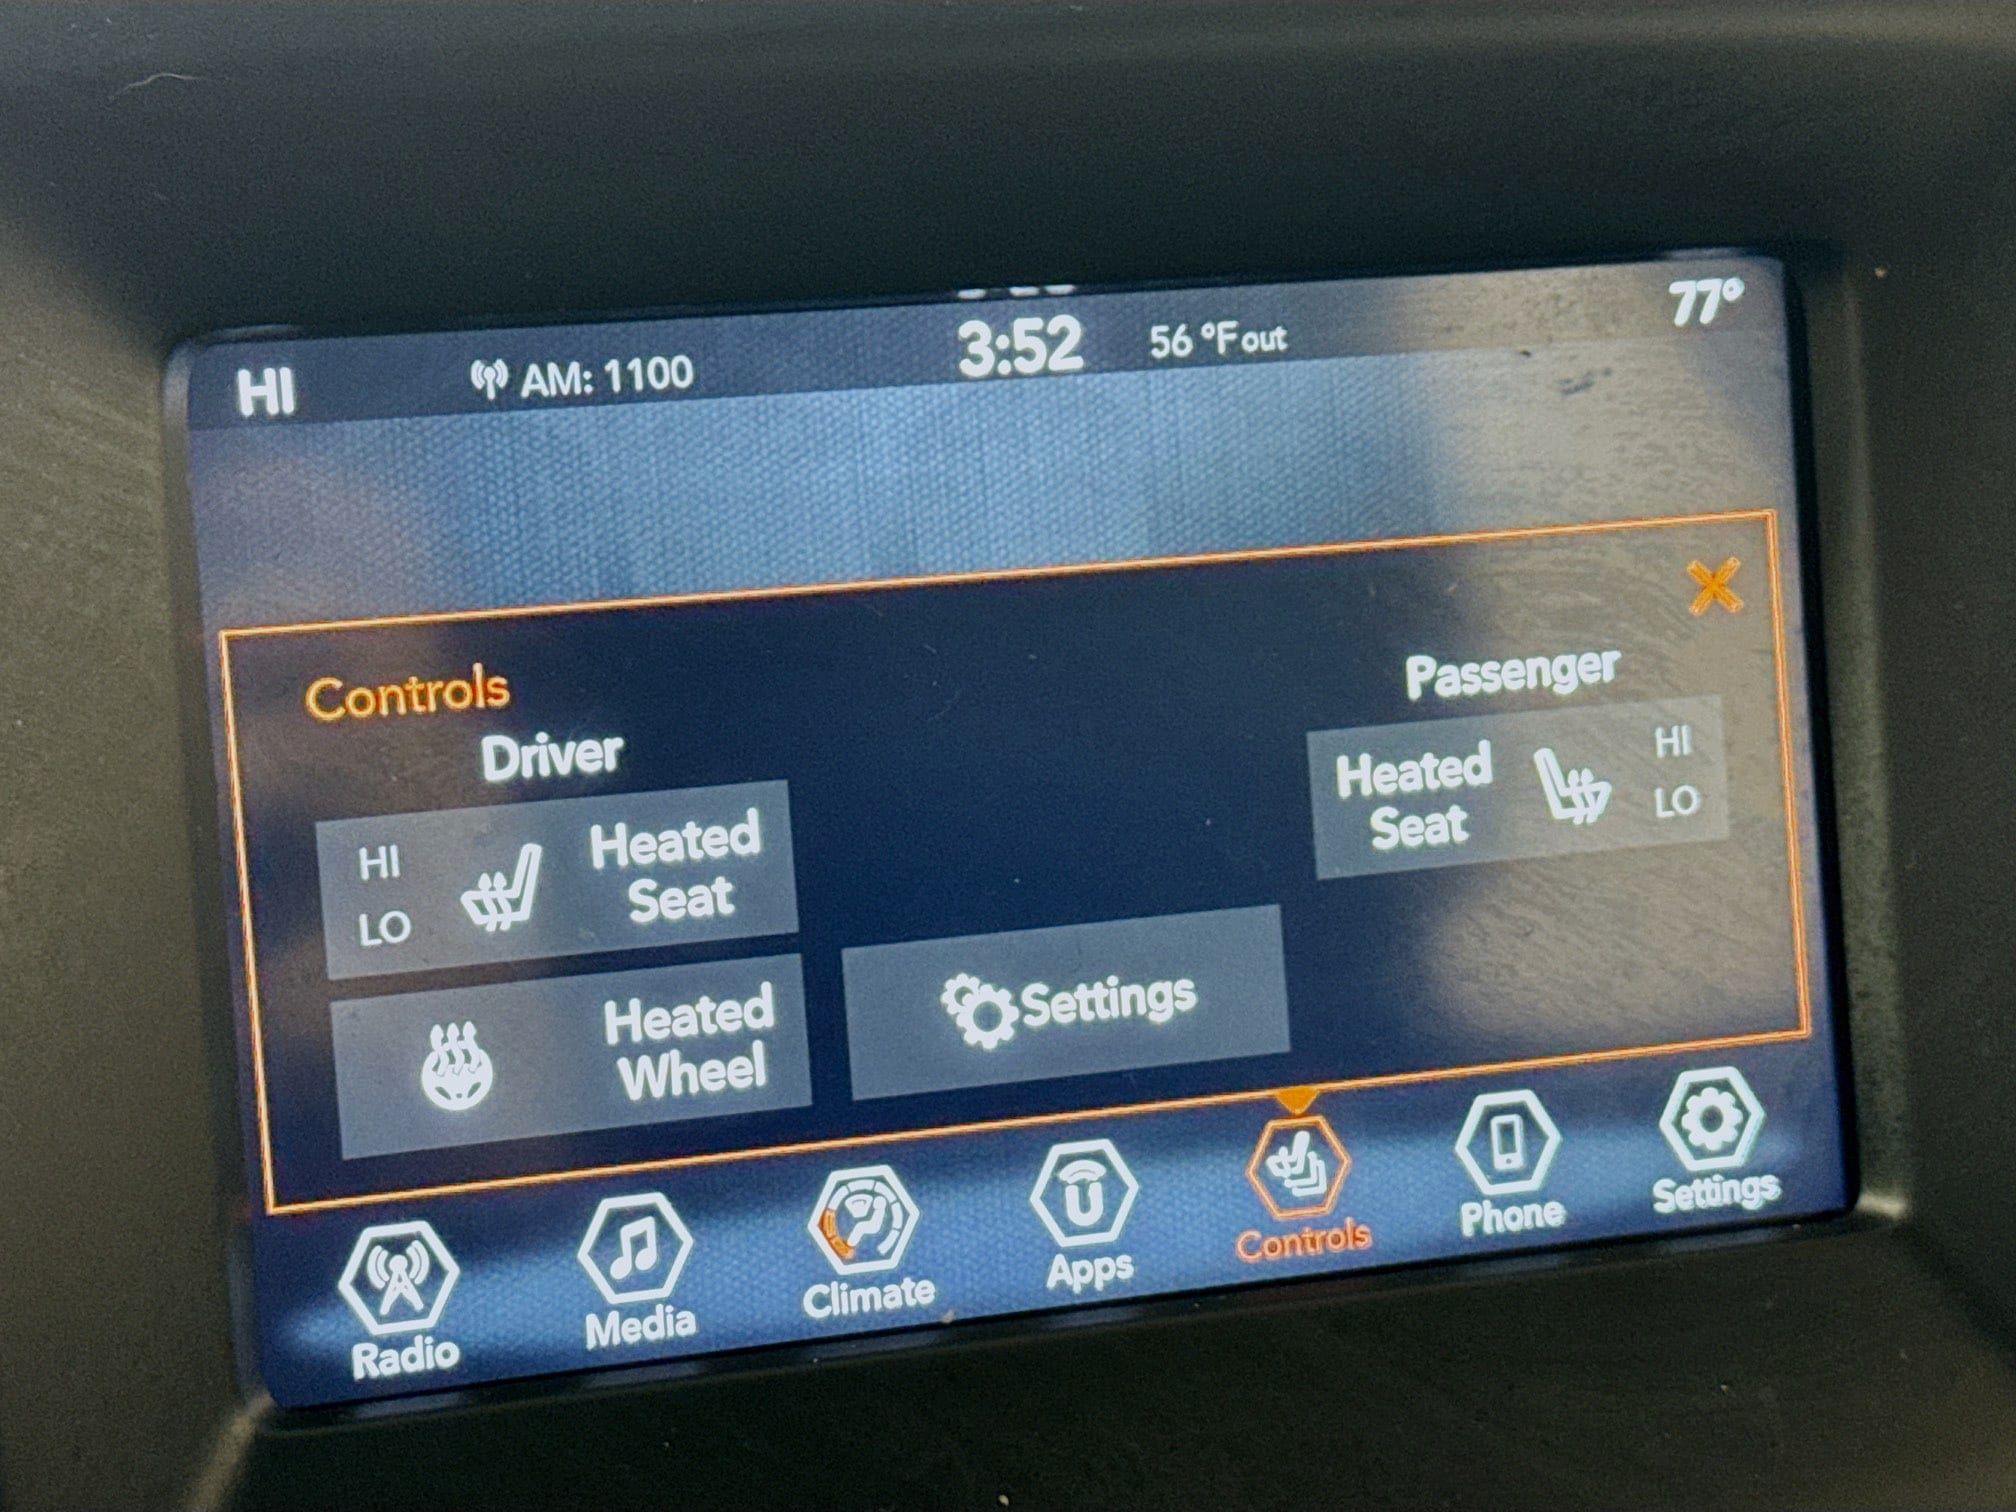 HI
AM: 1100
3:52
56 °F out
77°
Controls
Driver
HI
LO
Heated
Seat
Heated
Wheel
Settings
Passenger
Heated
Seat
HI
LO
Radio
Media
Climate
Apps
Controls
Phone
Settings